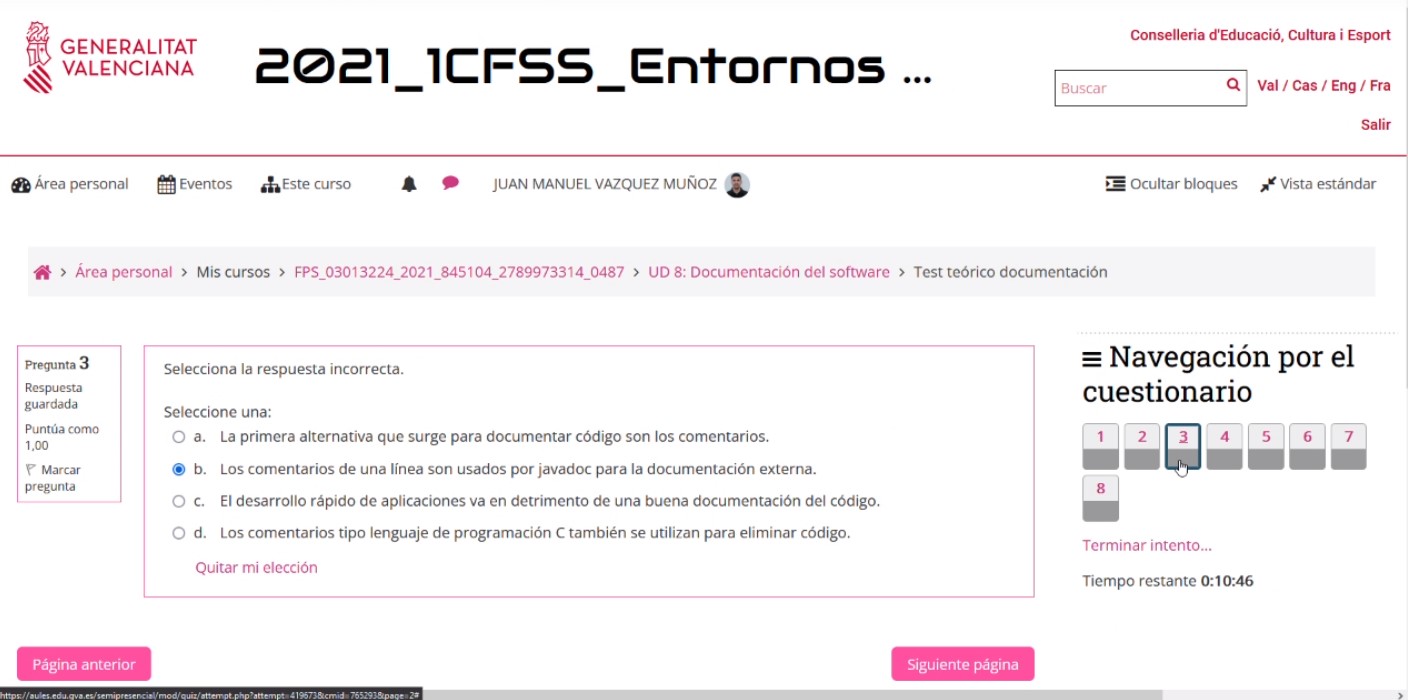 GENERALITAT
VALENCIANA
2021_1CFSS_Entornos ...
Conselleria d'Educació, Cultura i Esport
Buscar
Val / Cas / Eng / Fra
Salir
Área personal
Eventos
Este curso
JUAN MANUEL VAZQUEZ MUÑOZ
Ocultar bloques
Vista estándar
Área personal > Mis cursos > FPS_03013224_2021_845104_2789973314_0487 > UD 8: Documentación del software > Test teórico documentación
Pregunta 3
Respuesta
guardada
Puntúa como
1,00
Marcar
pregunta
Selecciona la respuesta incorrecta.
Seleccione una:
a. La primera alternativa que surge para documentar código son los comentarios.
b. Los comentarios de una línea son usados por javadoc para la documentación externa.
c. El desarrollo rápido de aplicaciones va en detrimento de una buena documentación del código.
d. Los comentarios tipo lenguaje de programación C también se utilizan para eliminar código.
Quitar mi elección
Navegación por el
cuestionario
1 2 3 4 5 6 7
8
Terminar intento...
Tiempo restante 0:10:46
Página anterior
Siguiente página
https://aules.edu.gva.es/semipresencial/mod/quiz/attempt.php?attempt=419673&cmid=765293&page=2#